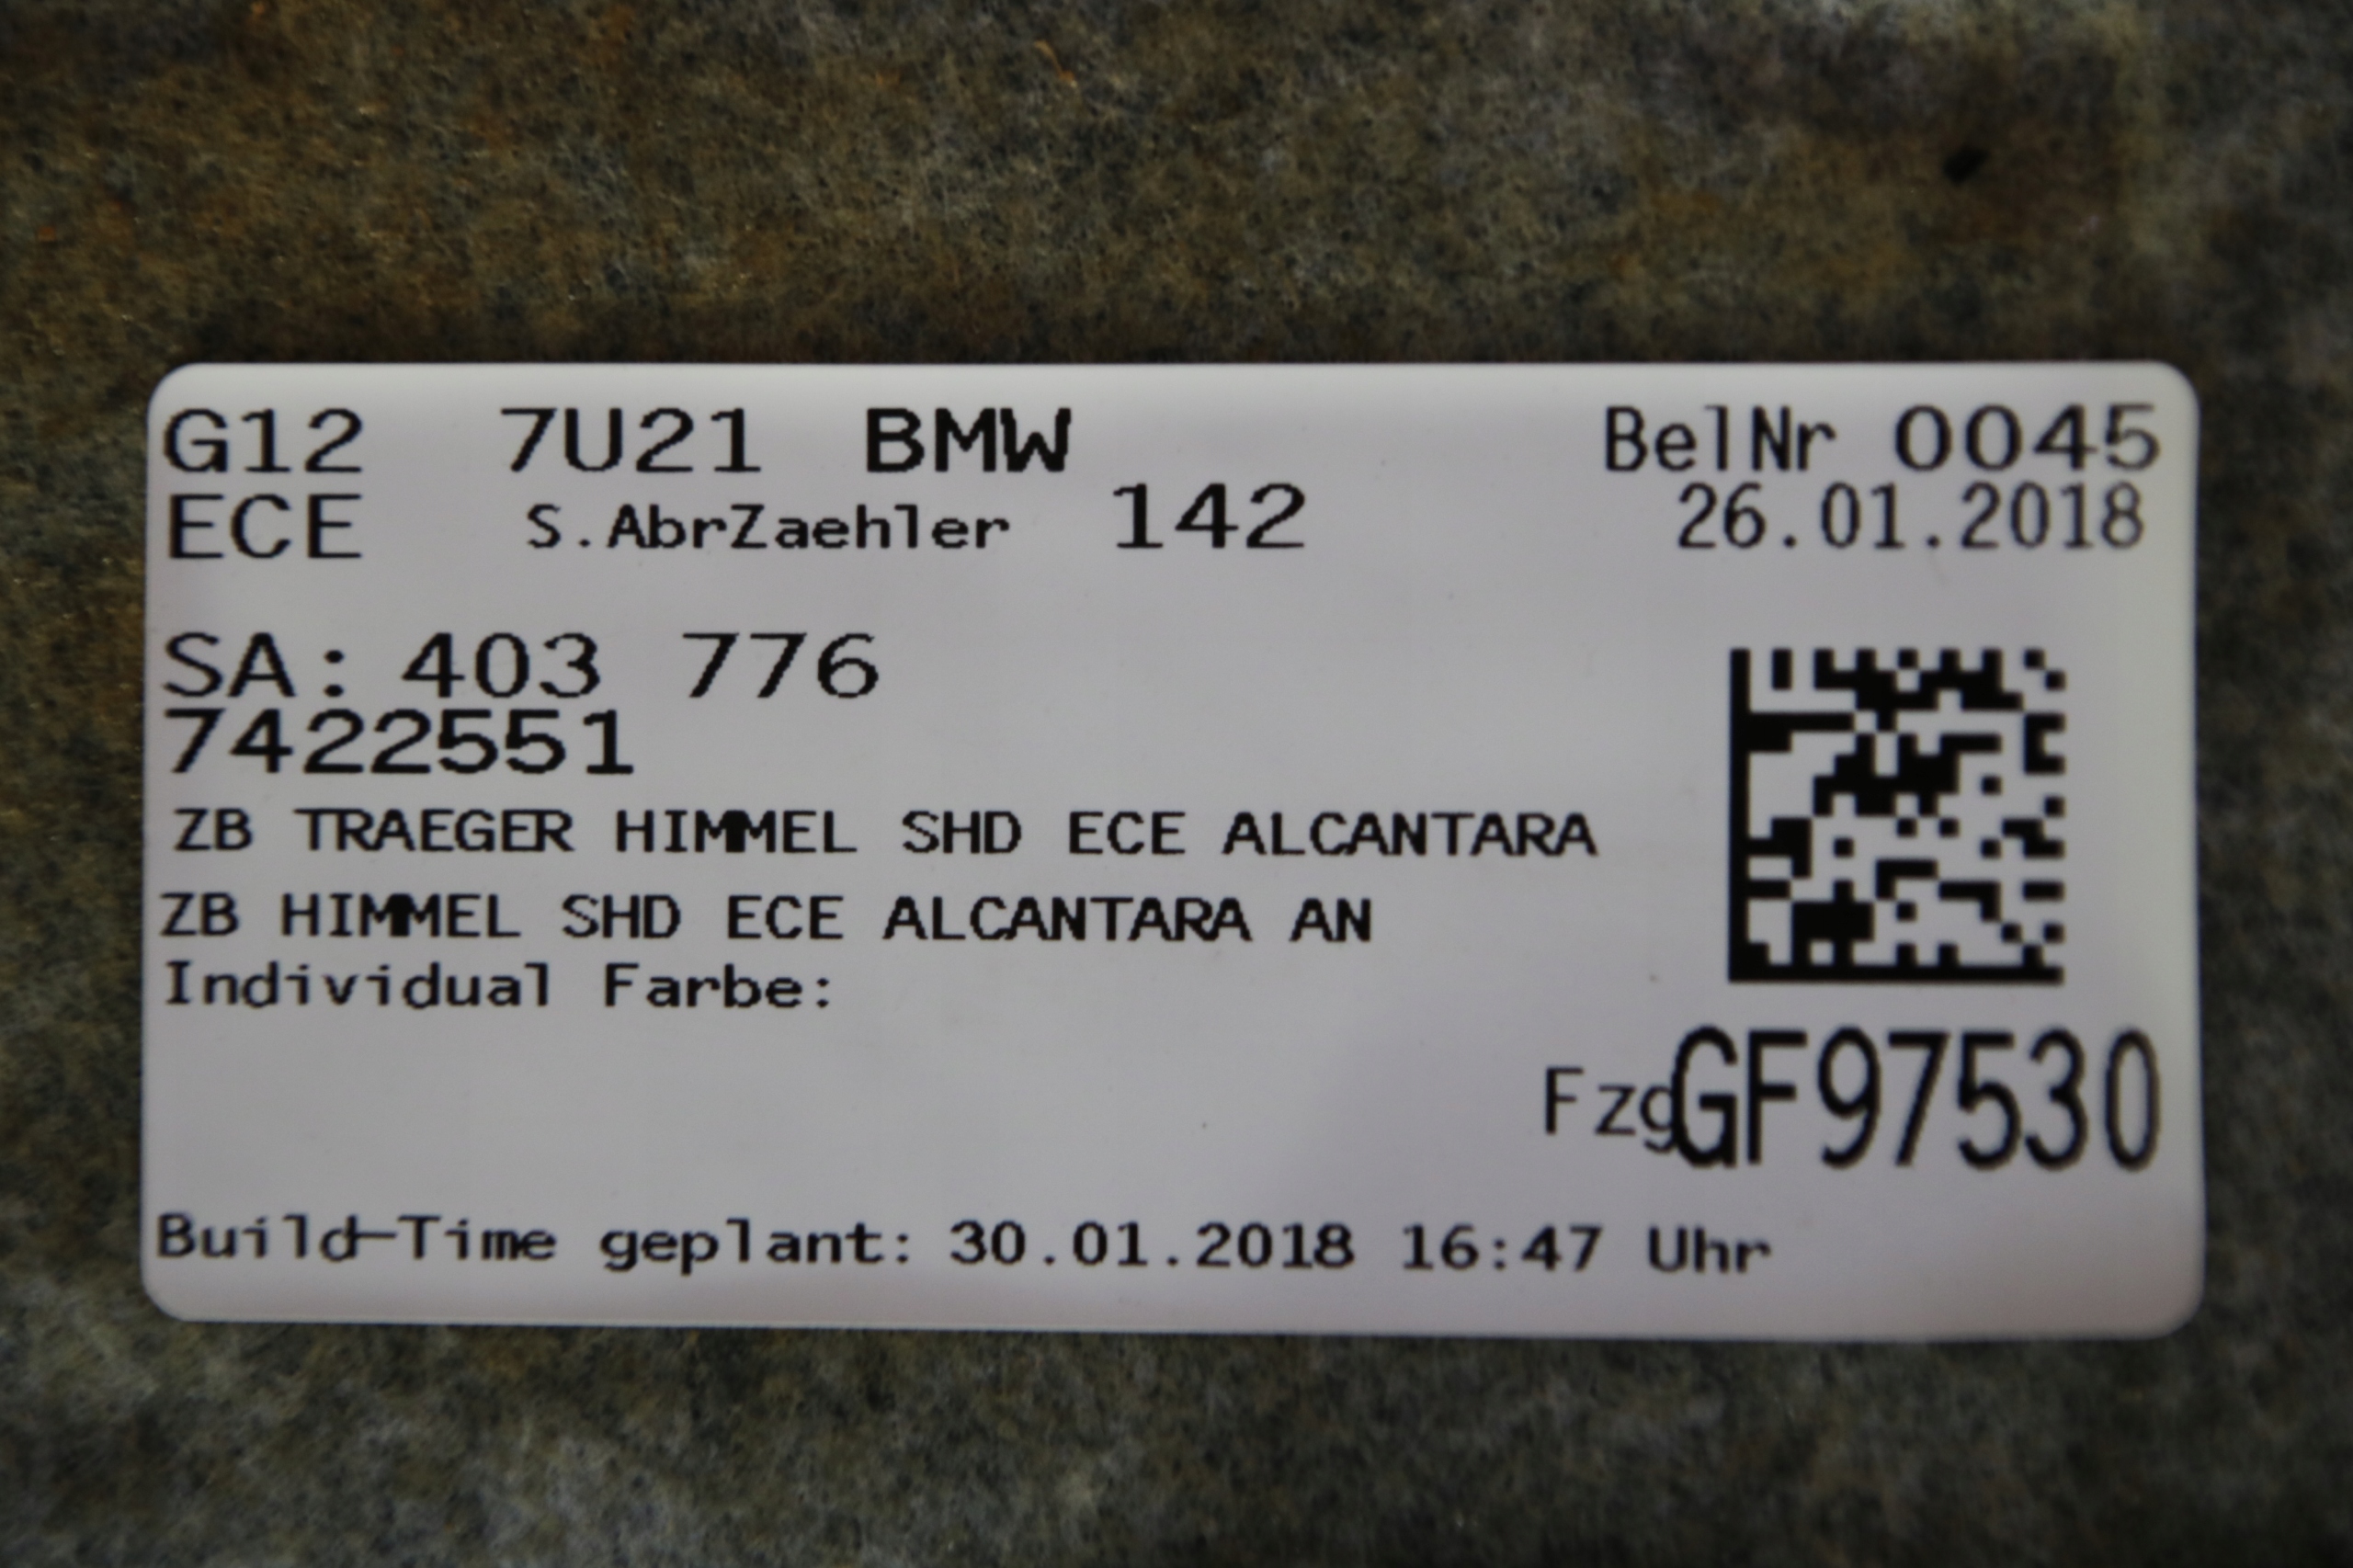 G12 7U21 BMW BelNr 0045
ECE S.AbrZaehler 142 26.01.2018
SA: 403 776
7422551
ZB TRAEGER HIMMEL SHD ECE ALCANTARA
ZB HIMMEL SHD ECE ALCANTARA AN
Individual Farbe:
Fzg GF97530
Build-Time geplant: 30.01.2018 16:47 Uhr